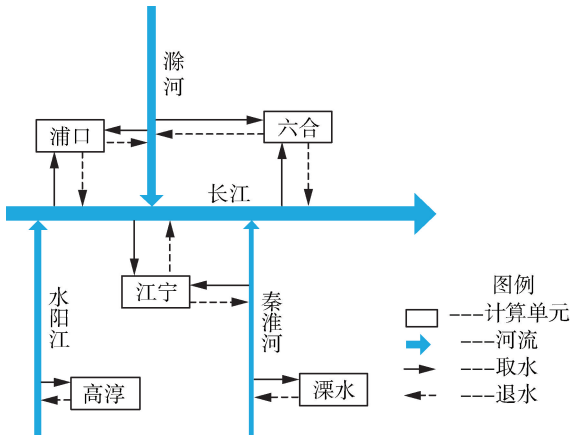 滁河
六合
浦口
长江
江宁
水阳江
秦淮河
高淳
溧水
图例
计算单元
河流
取水
退水